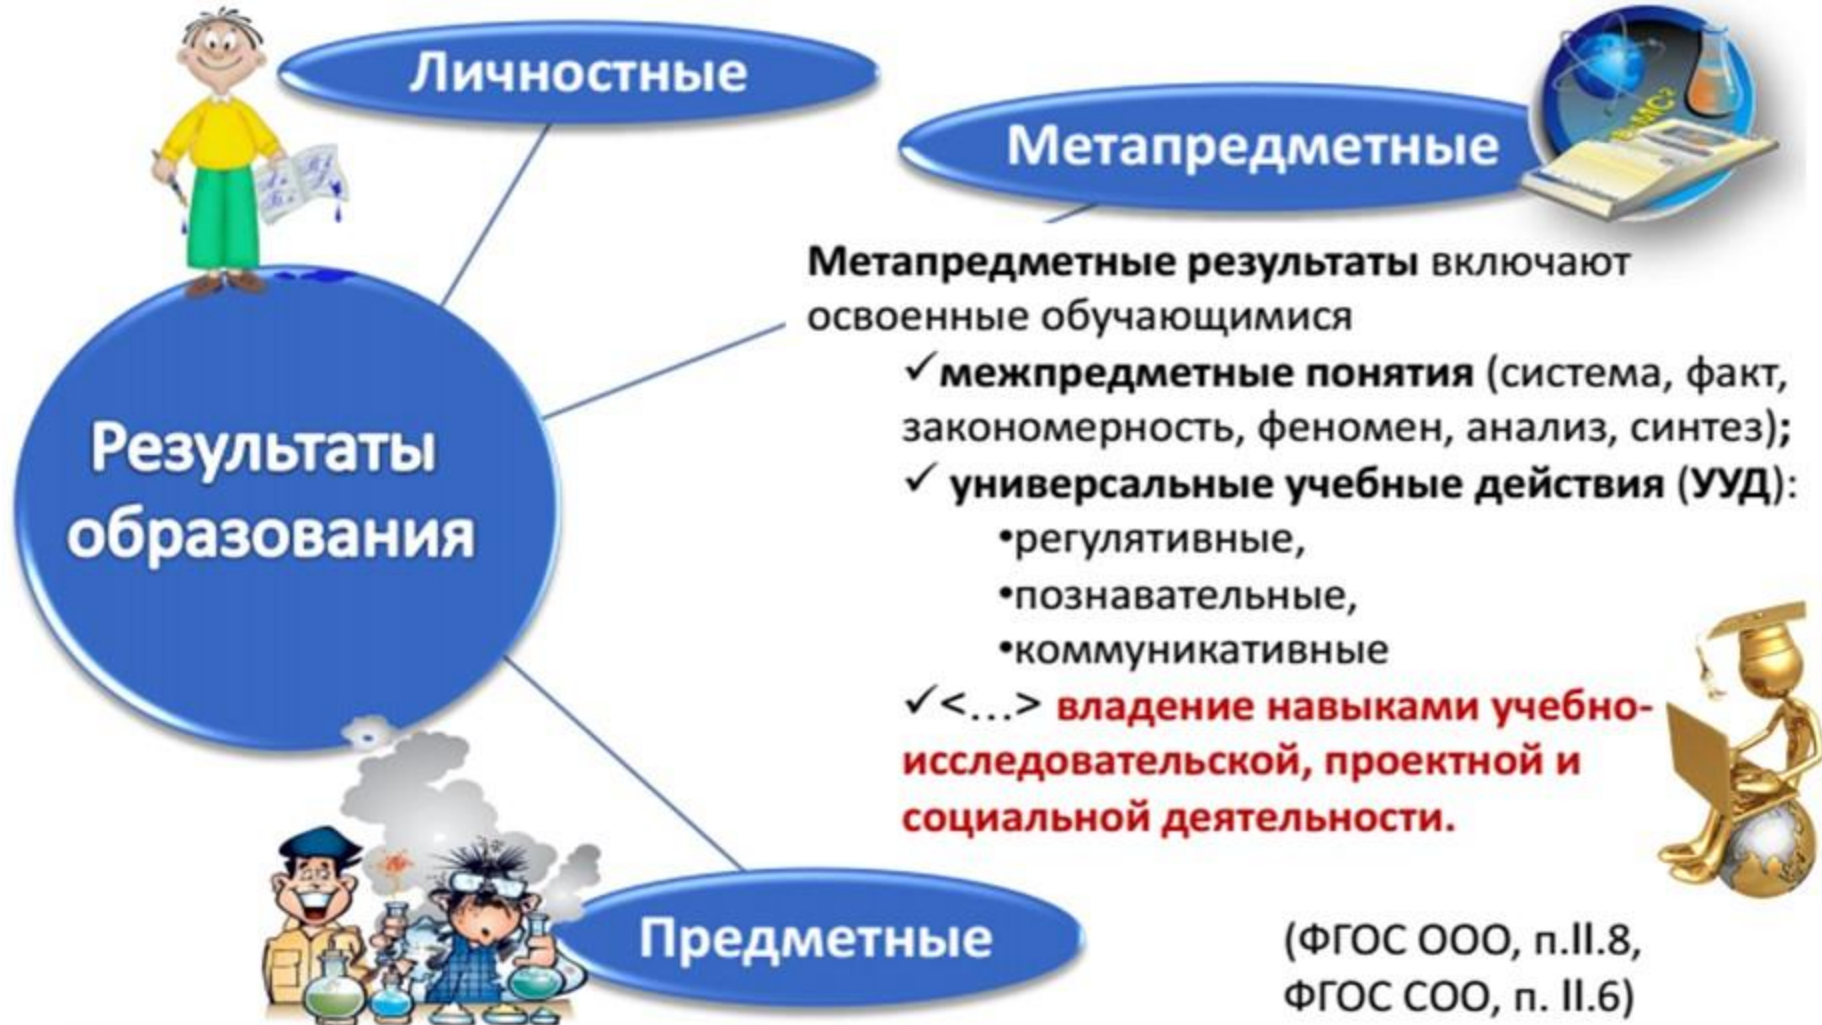 Личностные
Метапредметные
Метапредметные результаты включают
освоенные обучающимися
✓межпредметные понятия (система, факт,
закономерность, феномен, анализ, синтез);
✓ универсальные учебные действия (УУД):
•регулятивные,
•познавательные,
•коммуникативные
✓<...> владение навыками учебно-
исследовательской, проектной и
социальной деятельности.
Результаты
образования
Предметные
(ФГОС ООО, п.II.8,
ФГОС СОО, п. II.6)